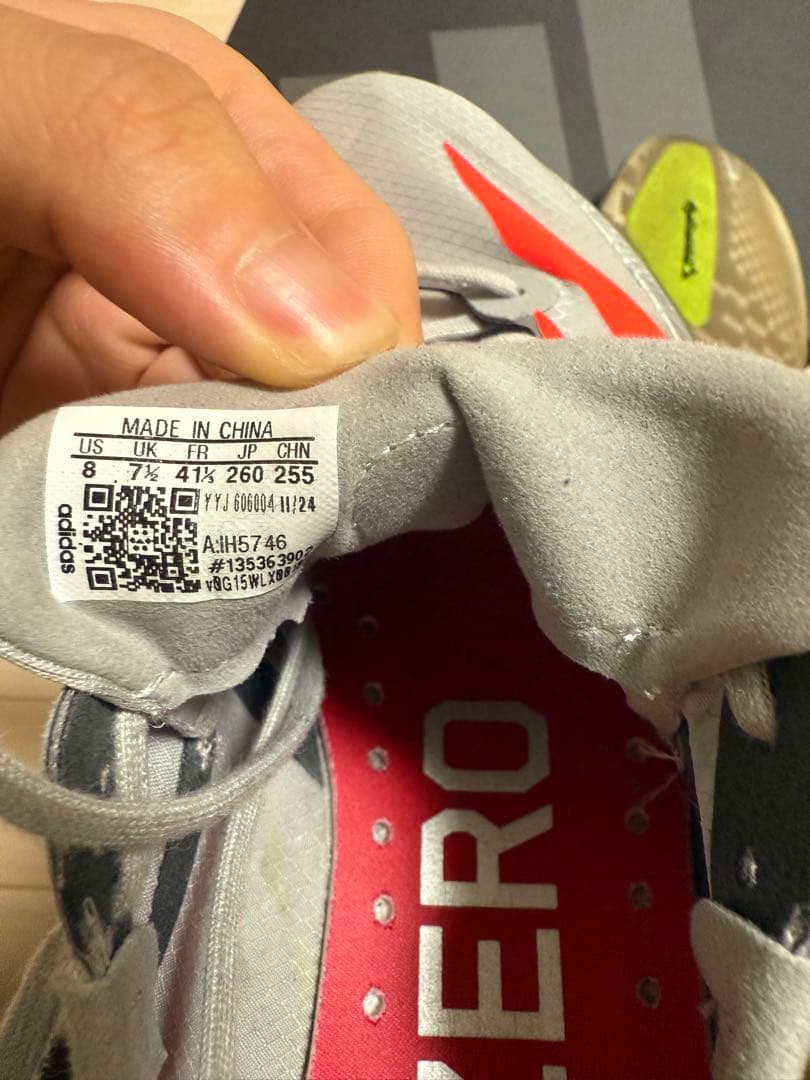 MADE IN CHINA
US UK FR JP CHN
8 7½ 41⅓ 260 255
YYJ 606004 11/24
A:IH5746
adidas
ZERO